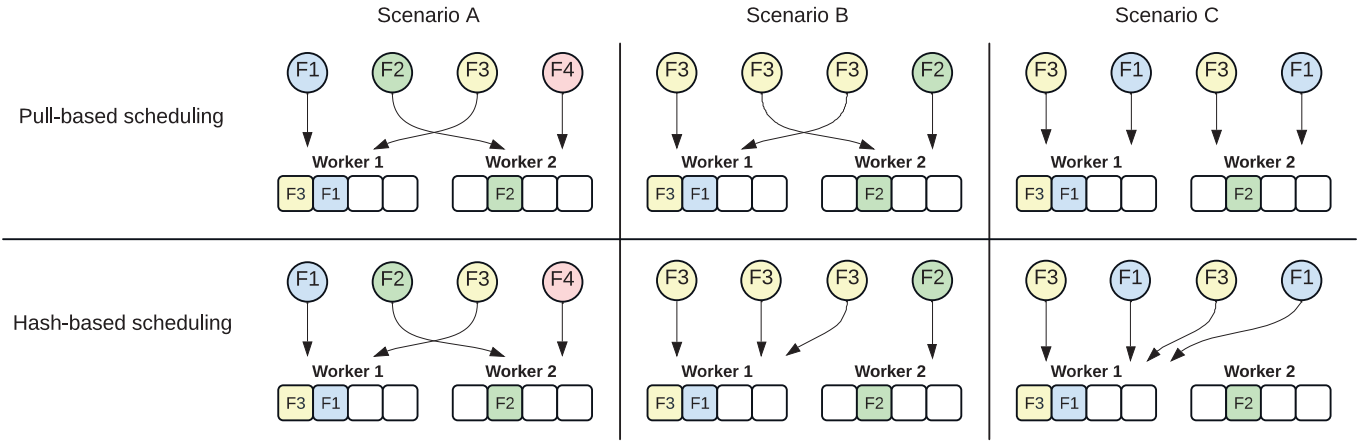 Scenario A Scenario B Scenario C
F1 F2 F3 F4 F3 F3 F3 F2 F3 F1 F3 F1
Pull-based scheduling
Worker 1 Worker 2 Worker 1 Worker 2 Worker 1 Worker 2
F3 F1 F2 F3 F1 F2 F3 F1 F2
F1 F2 F3 F4 F3 F3 F3 F2 F3 F1 F3 F1
Hash-based scheduling
Worker 1 Worker 2 Worker 1 Worker 2 Worker 1 Worker 2
F3 F1 F2 F3 F1 F2 F3 F1 F2